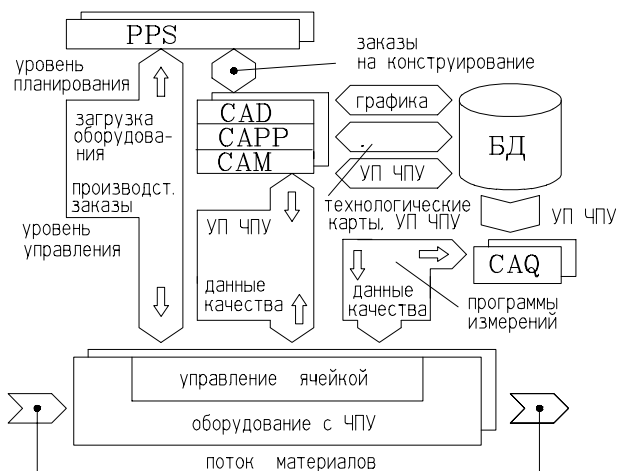 PPS
уровень
планирования
заказы
на конструирование
загрузка
оборудова-
ния
производст.
заказы
CAD
CAPP
CAM
графика
УП ЧПУ
БД
технологические
карты, УП ЧПУ
уровень
управления
УП ЧПУ
УП ЧПУ
CAQ
данные
качества
данные
качества
программы
измерений
управление ячейкой
оборудование с ЧПУ
поток материалов